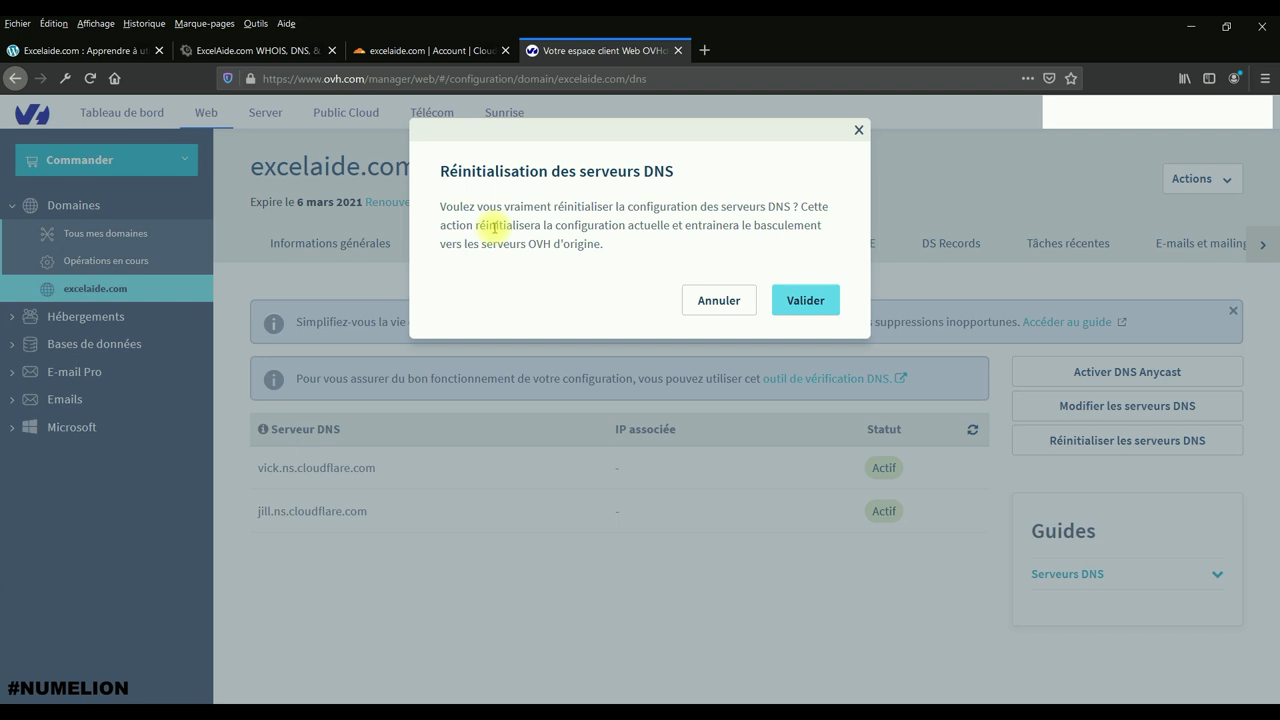 Fichier Édition Affichage Historique Marque-pages Outils Aide
Excelaide.com : Apprendre à ut
ExcelAide.com WHOIS, DNS, &
excelaide.com | Account | Cloud
Votre espace client Web OVHc
https://www.ovh.com/manager/web/#/configuration/domain/excelaide.com/dns
Tableau de bord Web Server Public Cloud Télécom Sunrise
Commander
Domaines
Tous mes domaines
Opérations en cours
excelaide.com
Hébergements
Bases de données
E-mail Pro
Emails
Microsoft
excelaide.com
Actions
Expire le 6 mars 2021 Renouve
Informations générales
E DS Records Tâches récentes E-mails et mailing
Réinitialisation des serveurs DNS
Voulez vous vraiment réinitialiser la configuration des serveurs DNS ? Cette
action réinitialisera la configuration actuelle et entrainera le basculement
vers les serveurs OVH d'origine.
Annuler Valider
Simplifiez-vous la vie
s suppressions inopportunes. Accéder au guide
Pour vous assurer du bon fonctionnement de votre configuration, vous pouvez utiliser cet outil de vérification DNS.
Activer DNS Anycast
Modifier les serveurs DNS
Réinitialiser les serveurs DNS
Serveur DNS IP associée Statut
vick.ns.cloudflare.com - Actif
jill.ns.cloudflare.com - Actif
Guides
Serveurs DNS
#NUMELION